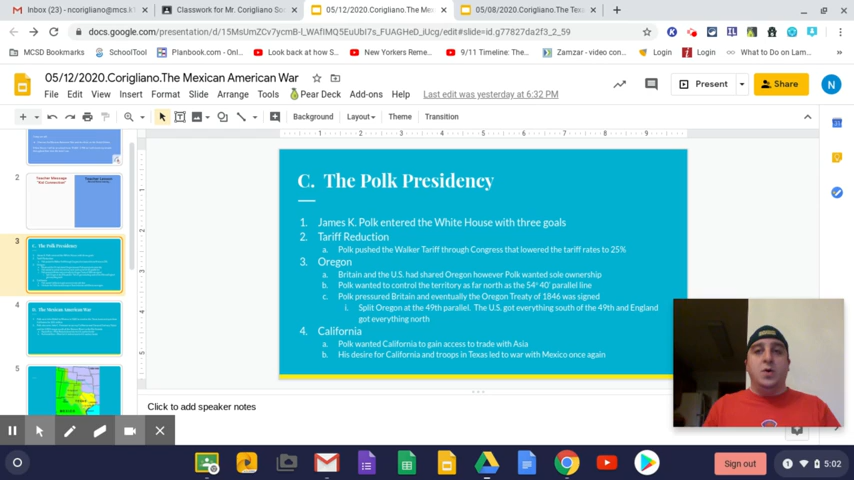 Inbox (23) - ncorigliano@mcs.k1
Classwork for Mr. Corigliano So
05/12/2020.Corigliano.The Me
05/08/2020.Corigliano.The Texa
docs.google.com/presentation/d/15MsUmZCv7ycmB-l_WAfIMQ5EuUbI7s_FUAGHeD_iUcg/edit#slide=id.g77827da2f3_2_59
MCSD BOOKMARKS
SchoolTool
Planbook.com - Onl...
Look back at how S...
New Yorkers Reme...
9/11 Timeline: The...
Zamzar - video con...
Login
Login
What to Do on Mar...
05/12/2020.Corigliano.The Mexican American War
File Edit View Insert Format Slide Arrange Tools Pear Deck Add-ons Help Last edit was yesterday at 6:32 PM
Present
Share
N
Background Layout Theme Transition
2
Teacher Message
"Kid Connection"
3
C. The Polk Presidency
4
D. The Mexican American War
5
C. The Polk Presidency
1. James K. Polk entered the White House with three goals
2. Tariff Reduction
a. Polk pushed the Walker Tariff through Congress that lowered the tariff rates to 25%
3. Oregon
a. Britain and the U.S. had shared Oregon however Polk wanted sole ownership
b. Polk wanted to control the territory as far north as the 54° 40' parallel line
c. Polk pressured Britain and eventually the Oregon Treaty of 1846 was signed
i. Split Oregon at the 49th parallel. The U.S. got everything south of the 49th and England
got everything north
4. California
a. Polk wanted California to gain access to trade with Asia
b. His desire for California and troops in Texas led to war with Mexico once again
Click to add speaker notes
Sign out
1
5:02